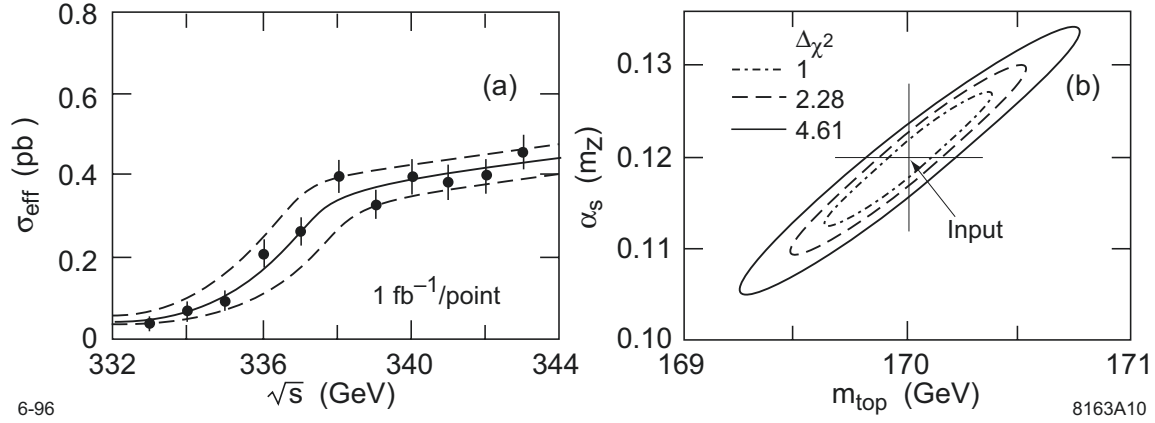 0.8
0.6
0.4
0.2
0
σeff (pb)
(a)
1 fb−1/point
332
336
340
344
√s (GeV)
6-96
0.13
0.12
0.11
0.10
αs (mZ)
Δχ2
1
2.28
4.61
(b)
Input
169
170
171
mtop (GeV)
8163A10